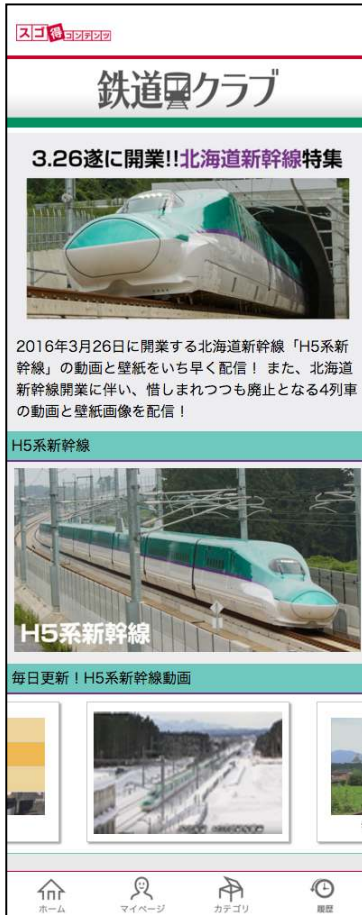 スゴ得コンテンツ
鉄道クラブ
3.26遂に開業!!北海道新幹線特集
2016年3月26日に開業する北海道新幹線「H5系新
幹線」の動画と壁紙をいち早く配信！ また、北海道
新幹線開業に伴い、惜しまれつつも廃止となる4列車
の動画と壁紙画像を配信！
H5系新幹線
H5系新幹線
毎日更新！H5系新幹線動画
ホーム
マイページ
カテゴリ
履歴